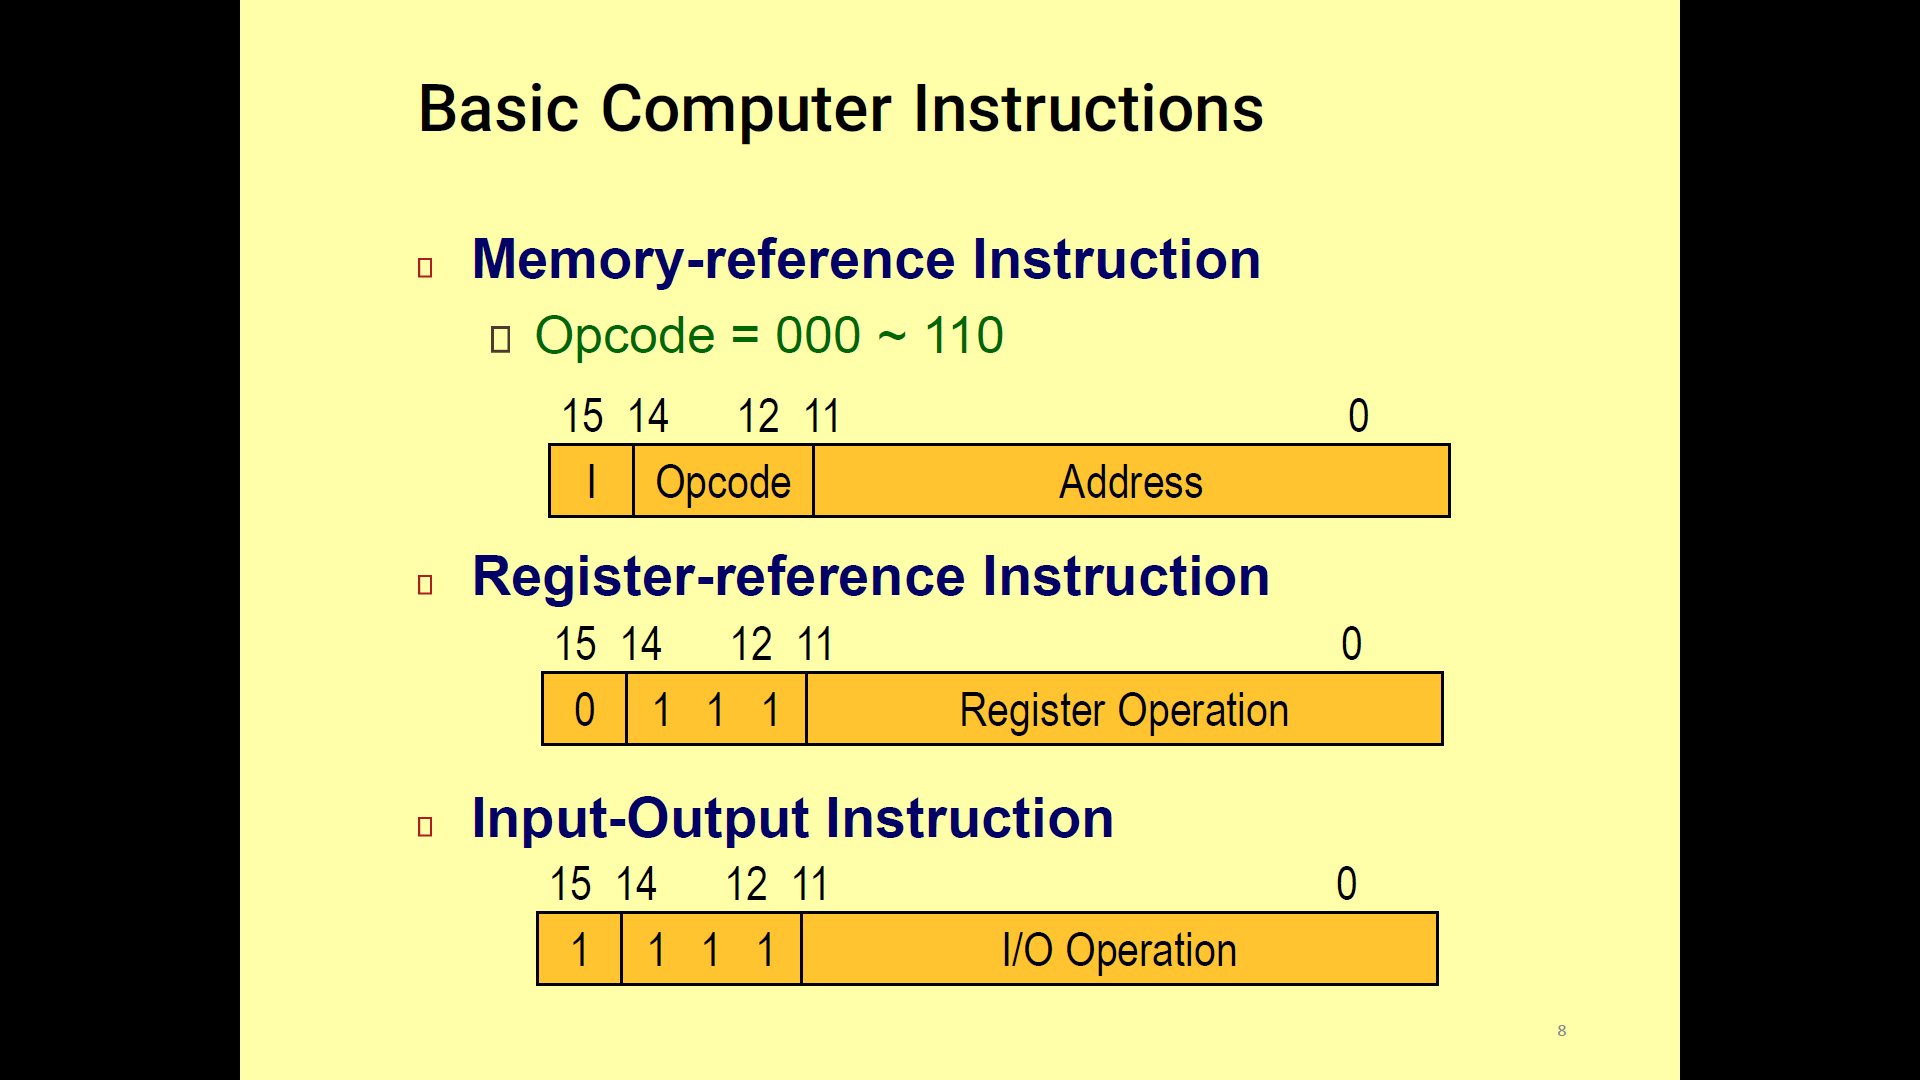 Basic Computer Instructions
Memory-reference Instruction
Opcode = 000 ~ 110
15 14 12 11 0
I Opcode Address
Register-reference Instruction
15 14 12 11 0
0 1 1 1 Register Operation
Input-Output Instruction
15 14 12 11 0
1 1 1 1 I/O Operation
8